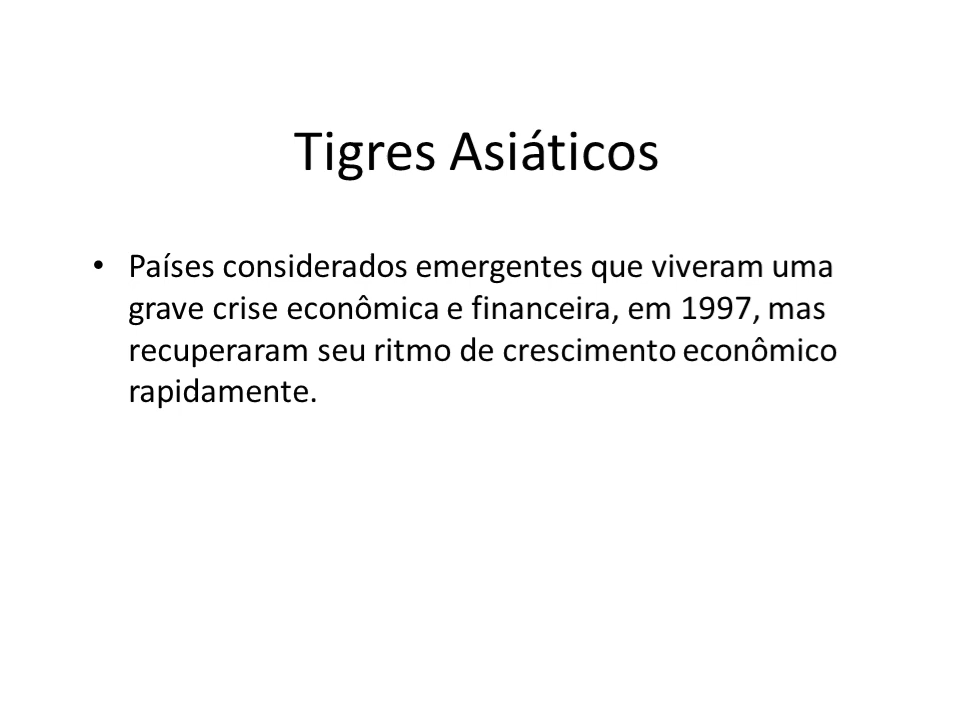 Tigres Asiáticos
• Países considerados emergentes que viveram uma
grave crise econômica e financeira, em 1997, mas
recuperaram seu ritmo de crescimento econômico
rapidamente.